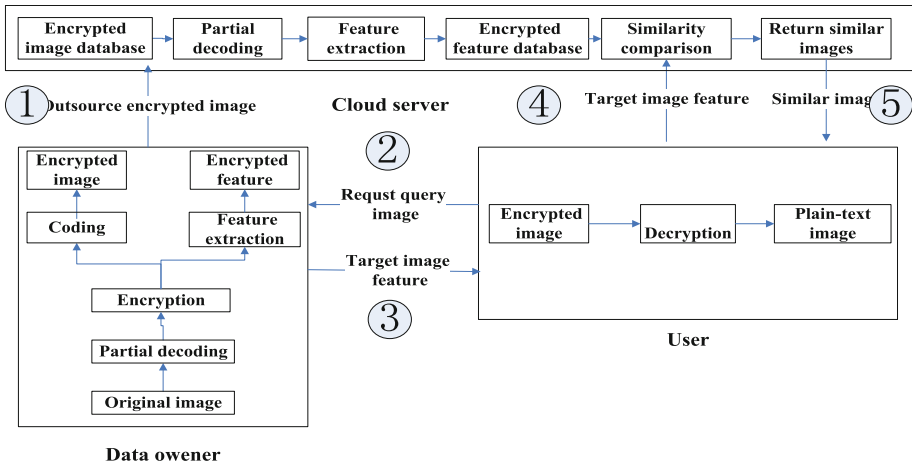 Encrypted
image database
Partial
decoding
Feature
extraction
Encrypted
feature database
Similarity
comparison
Return similar
images
1
utsource encrypted image
Cloud server
4
Target image feature
Similar imag
5
2
Encrypted
image
Encrypted
feature
Coding
Feature
extraction
Encryption
Partial decoding
Original image
Data owener
Requst query
image
Target image
feature
3
Encrypted
image
Decryption
Plain-text
image
User